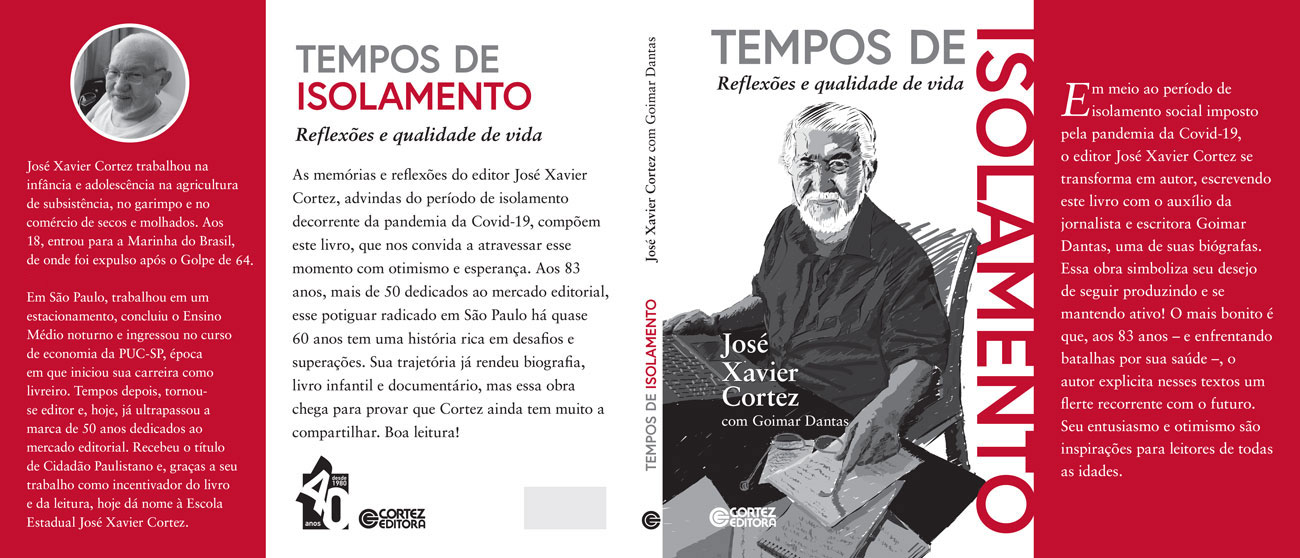 José Xavier Cortez trabalhou na
infância e adolescência na agricultura
de subsistência, no garimpo e no
comércio de secos e molhados. Aos
18, entrou para a Marinha do Brasil,
de onde foi expulso após o Golpe de 64.
Em São Paulo, trabalhou em um
estacionamento, concluiu o Ensino
Médio noturno e ingressou no curso
de economia da PUC-SP, época
em que iniciou sua carreira como
livreiro. Tempos depois, tornou-
se editor e, hoje, já ultrapassou a
marca de 50 anos dedicados ao
mercado editorial. Recebeu o título
de Cidadão Paulistano e, graças a seu
trabalho como incentivador do livro
e da leitura, hoje dá nome à Escola
Estadual José Xavier Cortez.
TEMPOS DE
ISOLAMENTO
Reflexões e qualidade de vida
As memórias e reflexões do editor José Xavier
Cortez, advindas do período de isolamento
decorrente da pandemia da Covid-19, compõem
este livro, que nos convida a atravessar esse
momento com otimismo e esperança. Aos 83
anos, mais de 50 dedicados ao mercado editorial,
esse potiguar radicado em São Paulo há quase
60 anos tem uma história rica em desafios e
superações. Sua trajetória já rendeu biografia,
livro infantil e documentário, mas essa obra
chega para provar que Cortez ainda tem muito a
compartilhar. Boa leitura!
desde
1980
40
anos
CORTEZ
EDITORA
TEMPOS DE ISOLAMENTO
José Xavier Cortez com Goimar Dantas
TEMPOS DE
ISOLAMENTO
Reflexões e qualidade de vida
José
Xavier
Cortez
com Goimar Dantas
CORTEZ
EDITORA
Em meio ao período de
isolamento social imposto
pela pandemia da Covid-19,
o editor José Xavier Cortez se
transforma em autor, escrevendo
este livro com o auxílio da
jornalista e escritora Goimar
Dantas, uma de suas biógrafas.
Essa obra simboliza seu desejo
de seguir produzindo e se
mantendo ativo! O mais bonito é
que, aos 83 anos – e enfrentando
batalhas por sua saúde –, o
autor explicita nesses textos um
flerte recorrente com o futuro.
Seu entusiasmo e otimismo são
inspirações para leitores de todas
as idades.